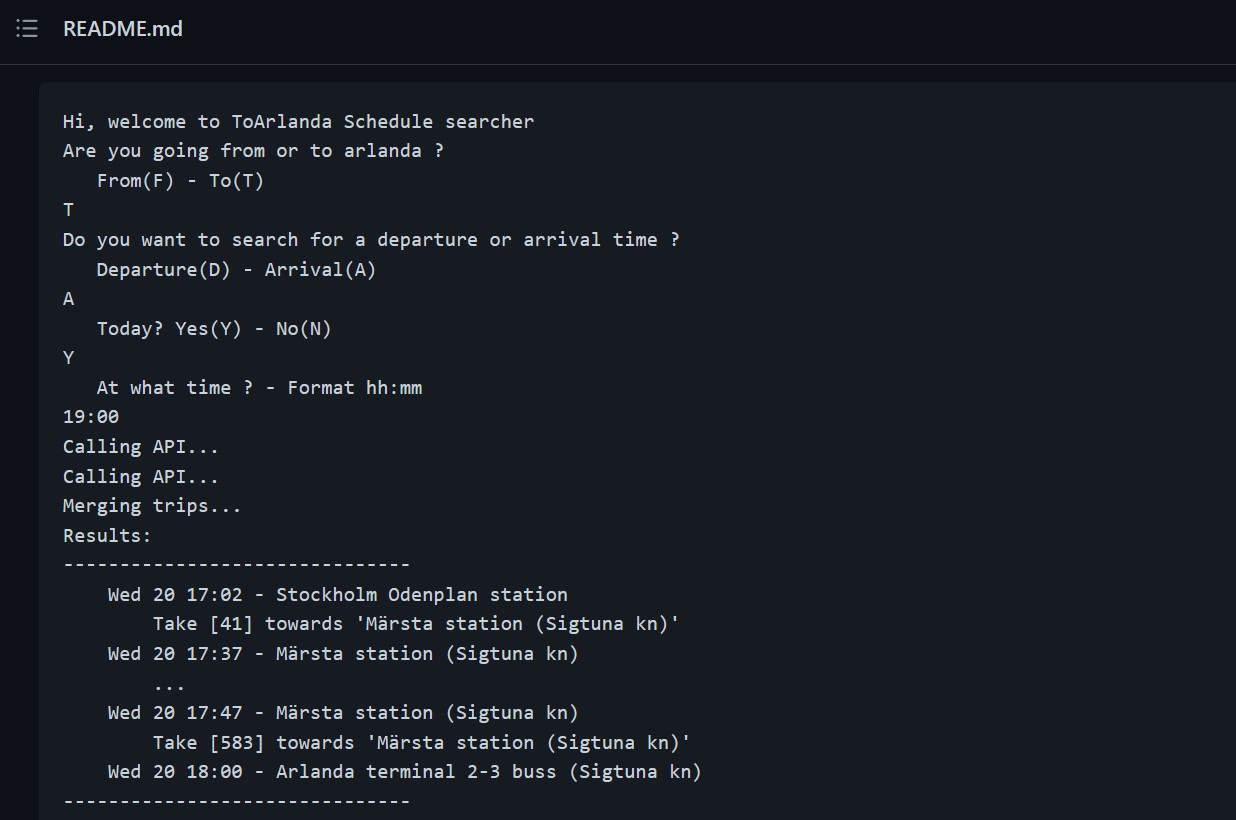 README.md
Hi, welcome to ToArlanda Schedule searcher
Are you going from or to arlanda ?
   From(F) - To(T)
T
Do you want to search for a departure or arrival time ?
   Departure(D) - Arrival(A)
A
   Today? Yes(Y) - No(N)
Y
   At what time ? - Format hh:mm
19:00
Calling API...
Calling API...
Merging trips...
Results:
-------------------------------
    Wed 20 17:02 - Stockholm Odenplan station
        Take [41] towards 'Märsta station (Sigtuna kn)'
    Wed 20 17:37 - Märsta station (Sigtuna kn)
        ...
    Wed 20 17:47 - Märsta station (Sigtuna kn)
        Take [583] towards 'Märsta station (Sigtuna kn)'
    Wed 20 18:00 - Arlanda terminal 2-3 buss (Sigtuna kn)
-------------------------------